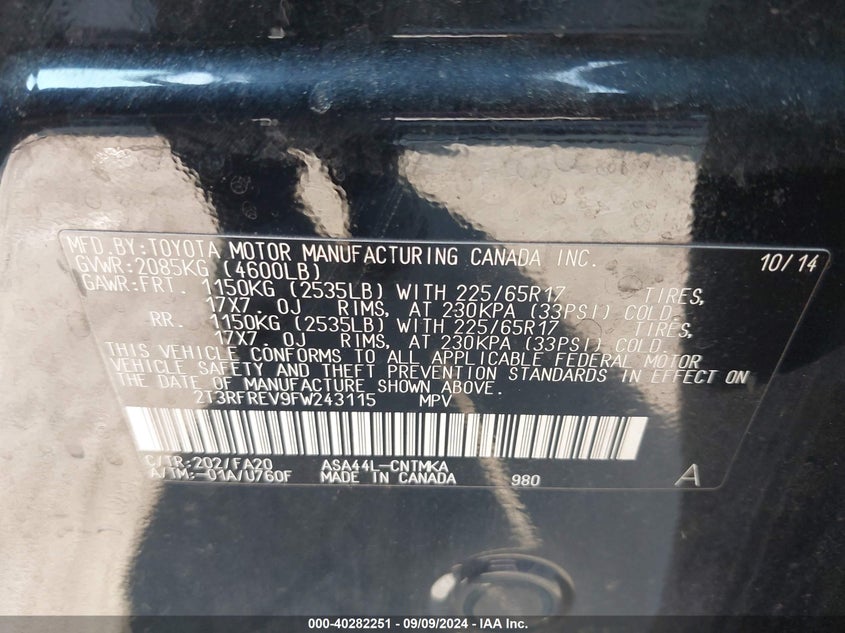 MFD.BY:TOYOTA MOTOR MANUFACTURING CANADA INC. 10/14
GVWR:2085KG (4600LB)
GAWR:FRT. 1150KG (2535LB) WITH 225/65R17 TIRES,
17X7.0J RIMS, AT 230KPA (33PSI) COLD.
RR. 1150KG (2535LB) WITH 225/65R17 TIRES,
17X7.0J RIMS, AT 230KPA (33PSI) COLD.
THIS VEHICLE CONFORMS TO ALL APPLICABLE FEDERAL MOTOR
VEHICLE SAFETY AND THEFT PREVENTION STANDARDS IN EFFECT ON
THE DATE OF MANUFACTURE SHOWN ABOVE.
2T3RFREV9FW243115 MPV
C/TR:202/FA20 ASA44L-CNTMKA
A/TM:-01A/U760F MADE IN CANADA 980 A
000-40282251 - 09/09/2024 - IAA Inc.